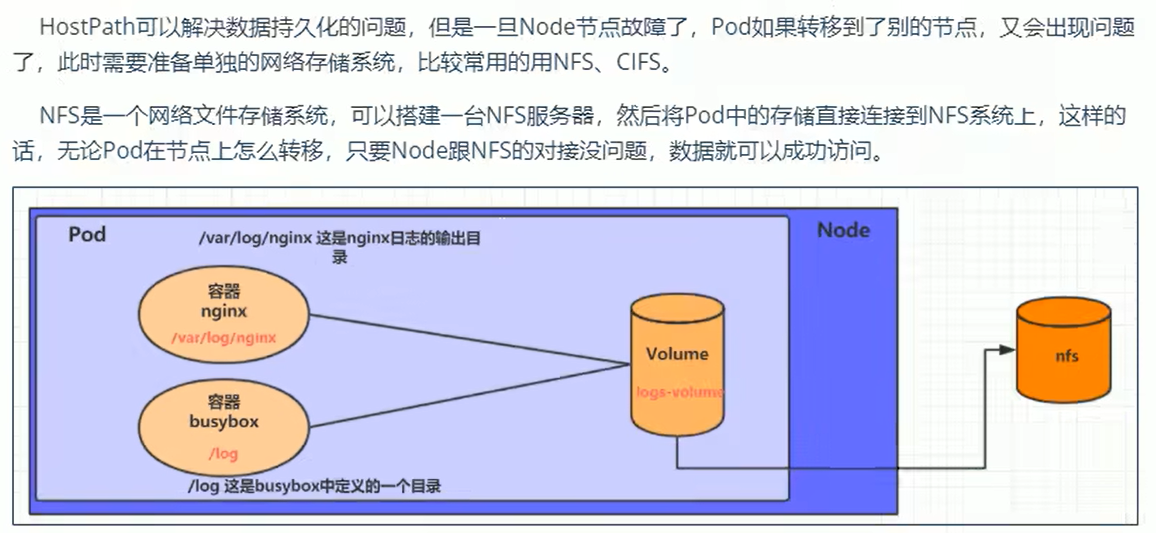 HostPath可以解决数据持久化的问题，但是一旦Node节点故障了，Pod如果转移到了别的节点，又会出现问题
了，此时需要准备单独的网络存储系统，比较常用的用NFS、CIFS。
NFS是一个网络文件存储系统，可以搭建一台NFS服务器，然后将Pod中的存储直接连接到NFS系统上，这样的
话，无论Pod在节点上怎么转移，只要Node跟NFS的对接没问题，数据就可以成功访问。
Pod
/var/log/nginx 这是nginx日志的输出目
录
Node
容器
nginx
/var/log/nginx
Volume
logs-volume
nfs
容器
busybox
/log
/log 这是busybox中定义的一个目录